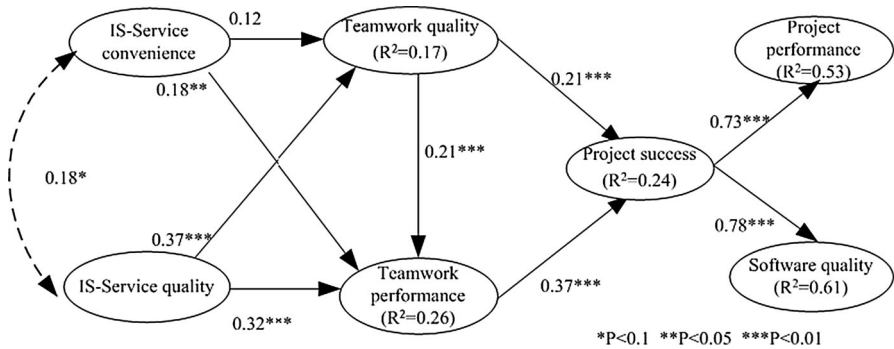 IS-Service
convenience
0.12
Teamwork quality
(R²=0.17)
Project
performance
(R²=0.53)
0.18**
0.21***
0.73***
0.21***
Project success
(R²=0.24)
0.18*
0.37***
0.78***
IS-Service quality
0.32***
Teamwork
performance
(R²=0.26)
0.37***
Software quality
(R²=0.61)
*P<0.1 **P<0.05 ***P<0.01